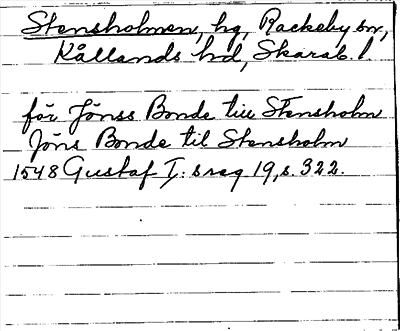 Stensholmen, hg, Rackeby sn,
Kållands hd, Skarab. l.
för Jönss Bonde till Stensholm
Jöns Bonde til Stensholm
1548 Gustaf I: s reg 19, s. 322.